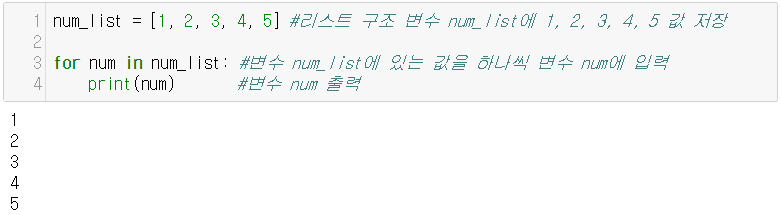 1 num_list = [1, 2, 3, 4, 5] #리스트 구조 변수 num_list에 1, 2, 3, 4, 5 값 저장
2
3 for num in num_list: #변수 num_list에 있는 값을 하나씩 변수 num에 입력
4     print(num)       #변수 num 출력
1
2
3
4
5